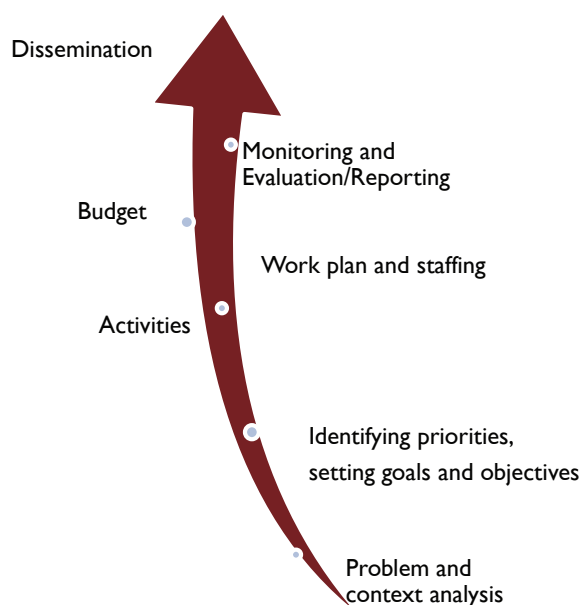 Dissemination
Monitoring and
Evaluation/Reporting
Budget
Work plan and staffing
Activities
Identifying priorities,
setting goals and objectives
Problem and
context analysis